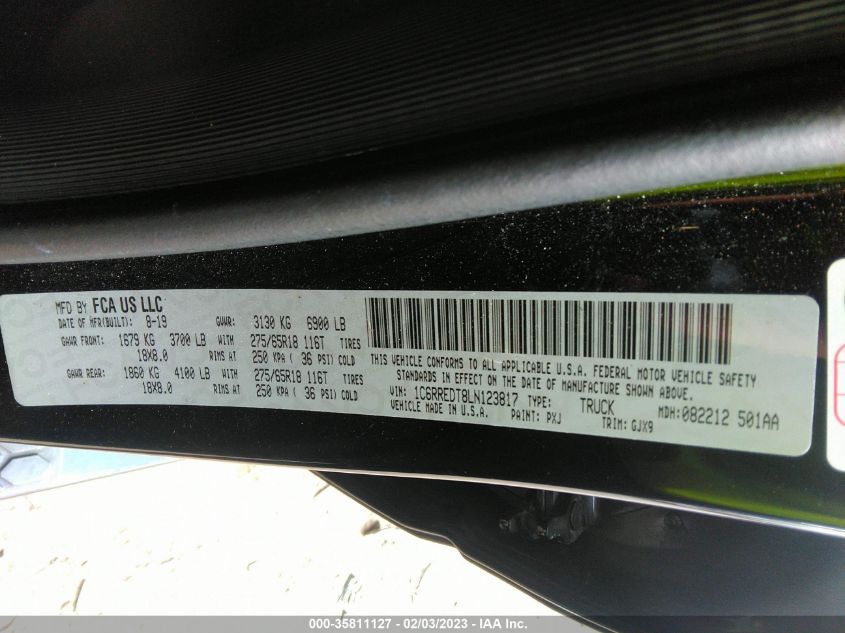 MFD BY FCA US LLC
DATE OF MFR(BUILT): 8-19 GVWR: 3130 KG 6900 LB
GAWR FRONT: 1679 KG 3700 LB WITH 275/65R18 116T TIRES
18X8.0 RIMS AT 250 KPA ( 36 PSI) COLD
GAWR REAR: 1860 KG 4100 LB WITH 275/65R18 116T TIRES
18X8.0 RIMS AT 250 KPA ( 36 PSI) COLD
THIS VEHICLE CONFORMS TO ALL APPLICABLE U.S.A. FEDERAL MOTOR VEHICLE SAFETY
STANDARDS IN EFFECT ON THE DATE OF MANUFACTURE SHOWN ABOVE.
VIN: 1C6RREDT8LN123817 TYPE: TRUCK MDH: 082212 501AA
VEHICLE MADE IN U.S.A. PAINT: PXJ TRIM: GJX9
000-35811127 - 02/03/2023 - IAA Inc.